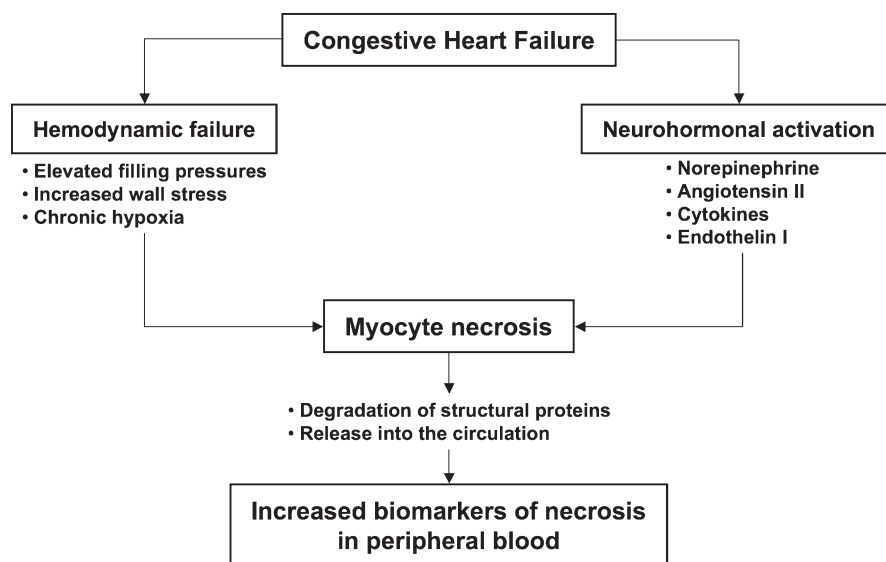 Congestive Heart Failure
Hemodynamic failure
• Elevated filling pressures
• Increased wall stress
• Chronic hypoxia
Neurohormonal activation
• Norepinephrine
• Angiotensin II
• Cytokines
• Endothelin I
Myocyte necrosis
• Degradation of structural proteins
• Release into the circulation
Increased biomarkers of necrosis
in peripheral blood